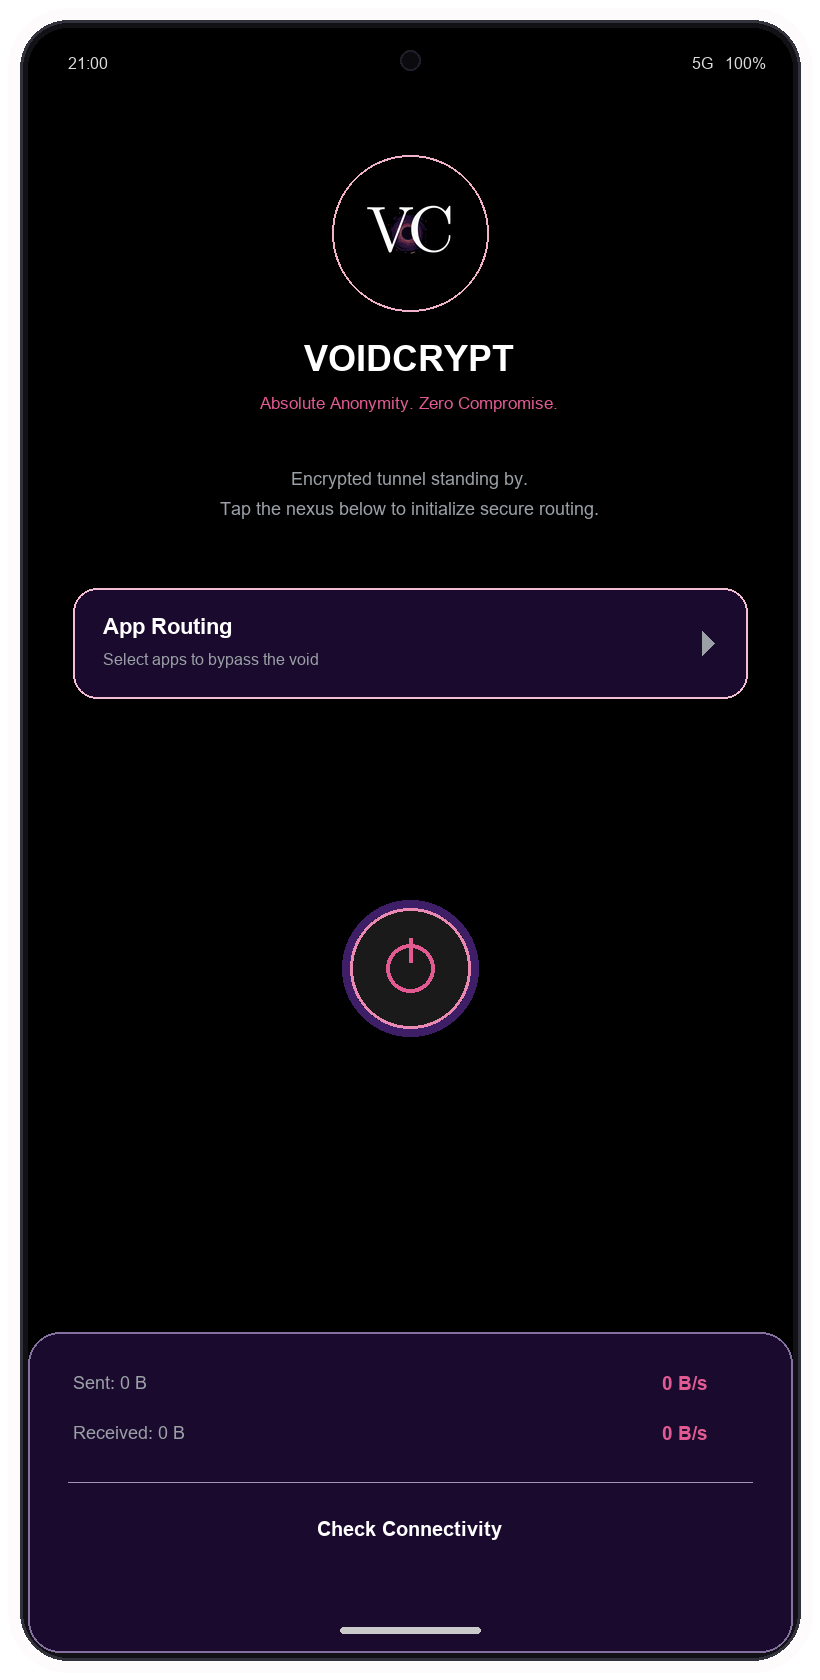 21:00
5G 100%
VC
VOIDCRYPT
Absolute Anonymity. Zero Compromise.
Encrypted tunnel standing by.
Tap the nexus below to initialize secure routing.
App Routing
Select apps to bypass the void
Sent: 0 B
0 B/s
Received: 0 B
0 B/s
Check Connectivity